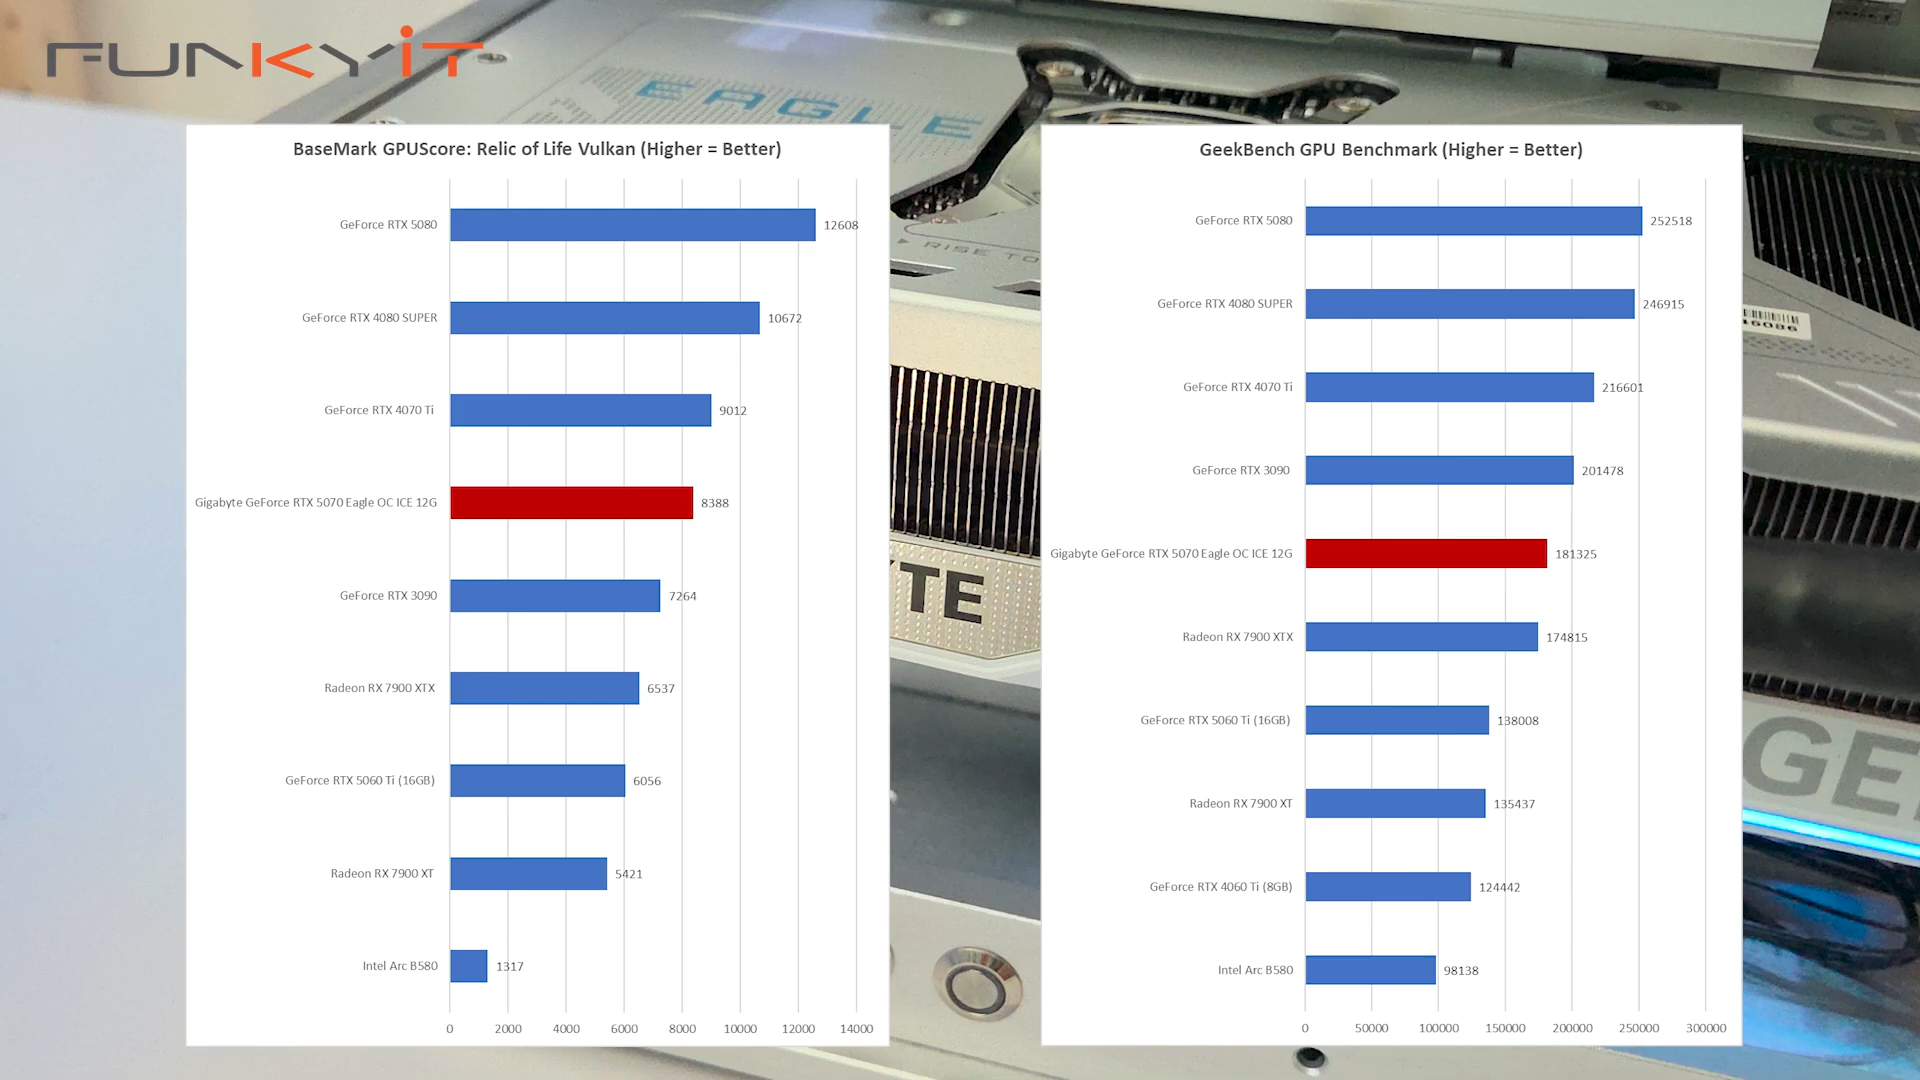 FUNKYiT
EAGLE
RISE TO
BaseMark GPUScore: Relic of Life Vulkan (Higher = Better)
GeForce RTX 5080 12608
GeForce RTX 4080 SUPER 10672
GeForce RTX 4070 Ti 9012
Gigabyte GeForce RTX 5070 Eagle OC ICE 12G 8388
GeForce RTX 3090 7264
Radeon RX 7900 XTX 6537
GeForce RTX 5060 Ti (16GB) 6056
Radeon RX 7900 XT 5421
Intel Arc B580 1317
0 2000 4000 6000 8000 10000 12000 14000
YTE
GeekBench GPU Benchmark (Higher = Better)
GeForce RTX 5080 252518
GeForce RTX 4080 SUPER 246915
GeForce RTX 4070 Ti 216601
GeForce RTX 3090 201478
Gigabyte GeForce RTX 5070 Eagle OC ICE 12G 181325
Radeon RX 7900 XTX 174815
GeForce RTX 5060 Ti (16GB) 138008
Radeon RX 7900 XT 135437
GeForce RTX 4060 Ti (8GB) 124442
Intel Arc B580 98138
0 50000 100000 150000 200000 250000 300000
GE
GE